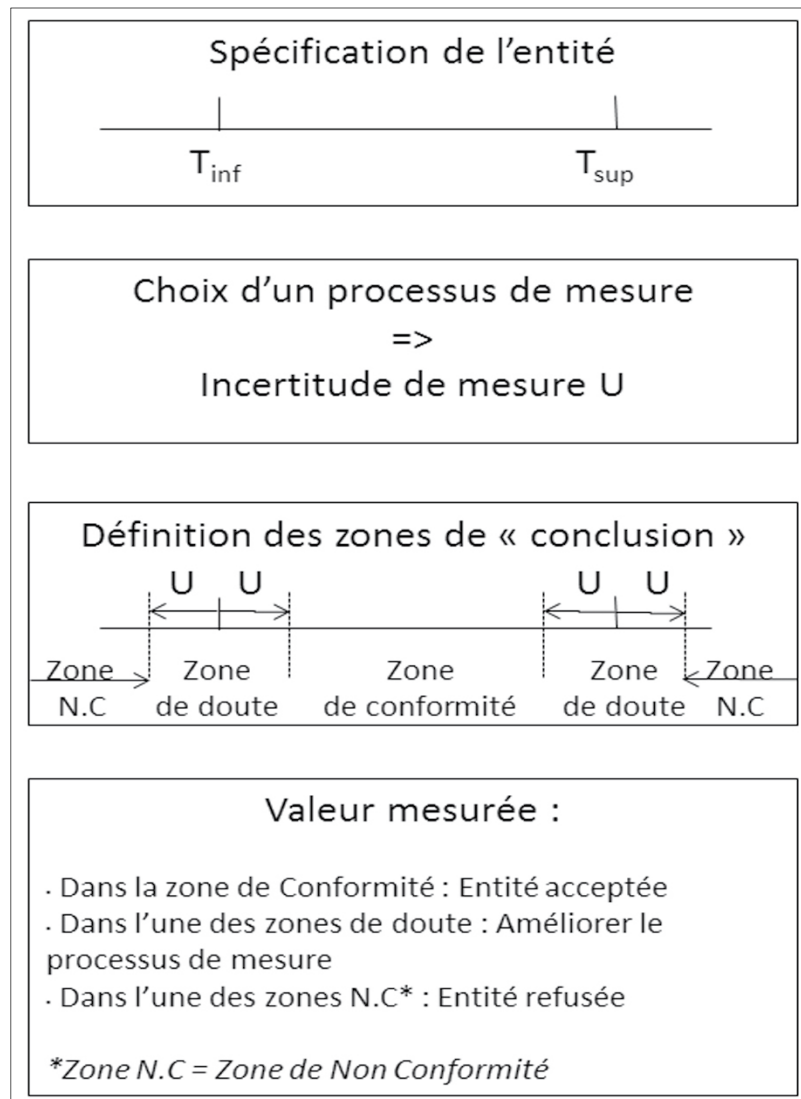 Spécification de l'entité
T inf T sup
Choix d'un processus de mesure
=>
Incertitude de mesure U
Définition des zones de « conclusion »
U U U U
Zone Zone Zone Zone Zone
N.C de doute de conformité de doute N.C
Valeur mesurée :
. Dans la zone de Conformité : Entité acceptée
. Dans l'une des zones de doute : Améliorer le
processus de mesure
. Dans l'une des zones N.C* : Entité refusée
*Zone N.C = Zone de Non Conformité